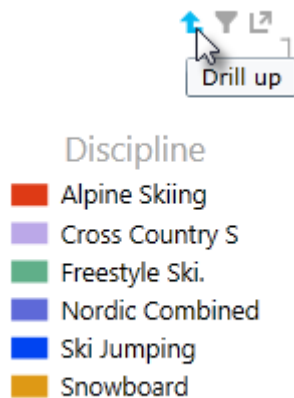 Drill up
Discipline
Alpine Skiing
Cross Country S
Freestyle Ski.
Nordic Combined
Ski Jumping
Snowboard